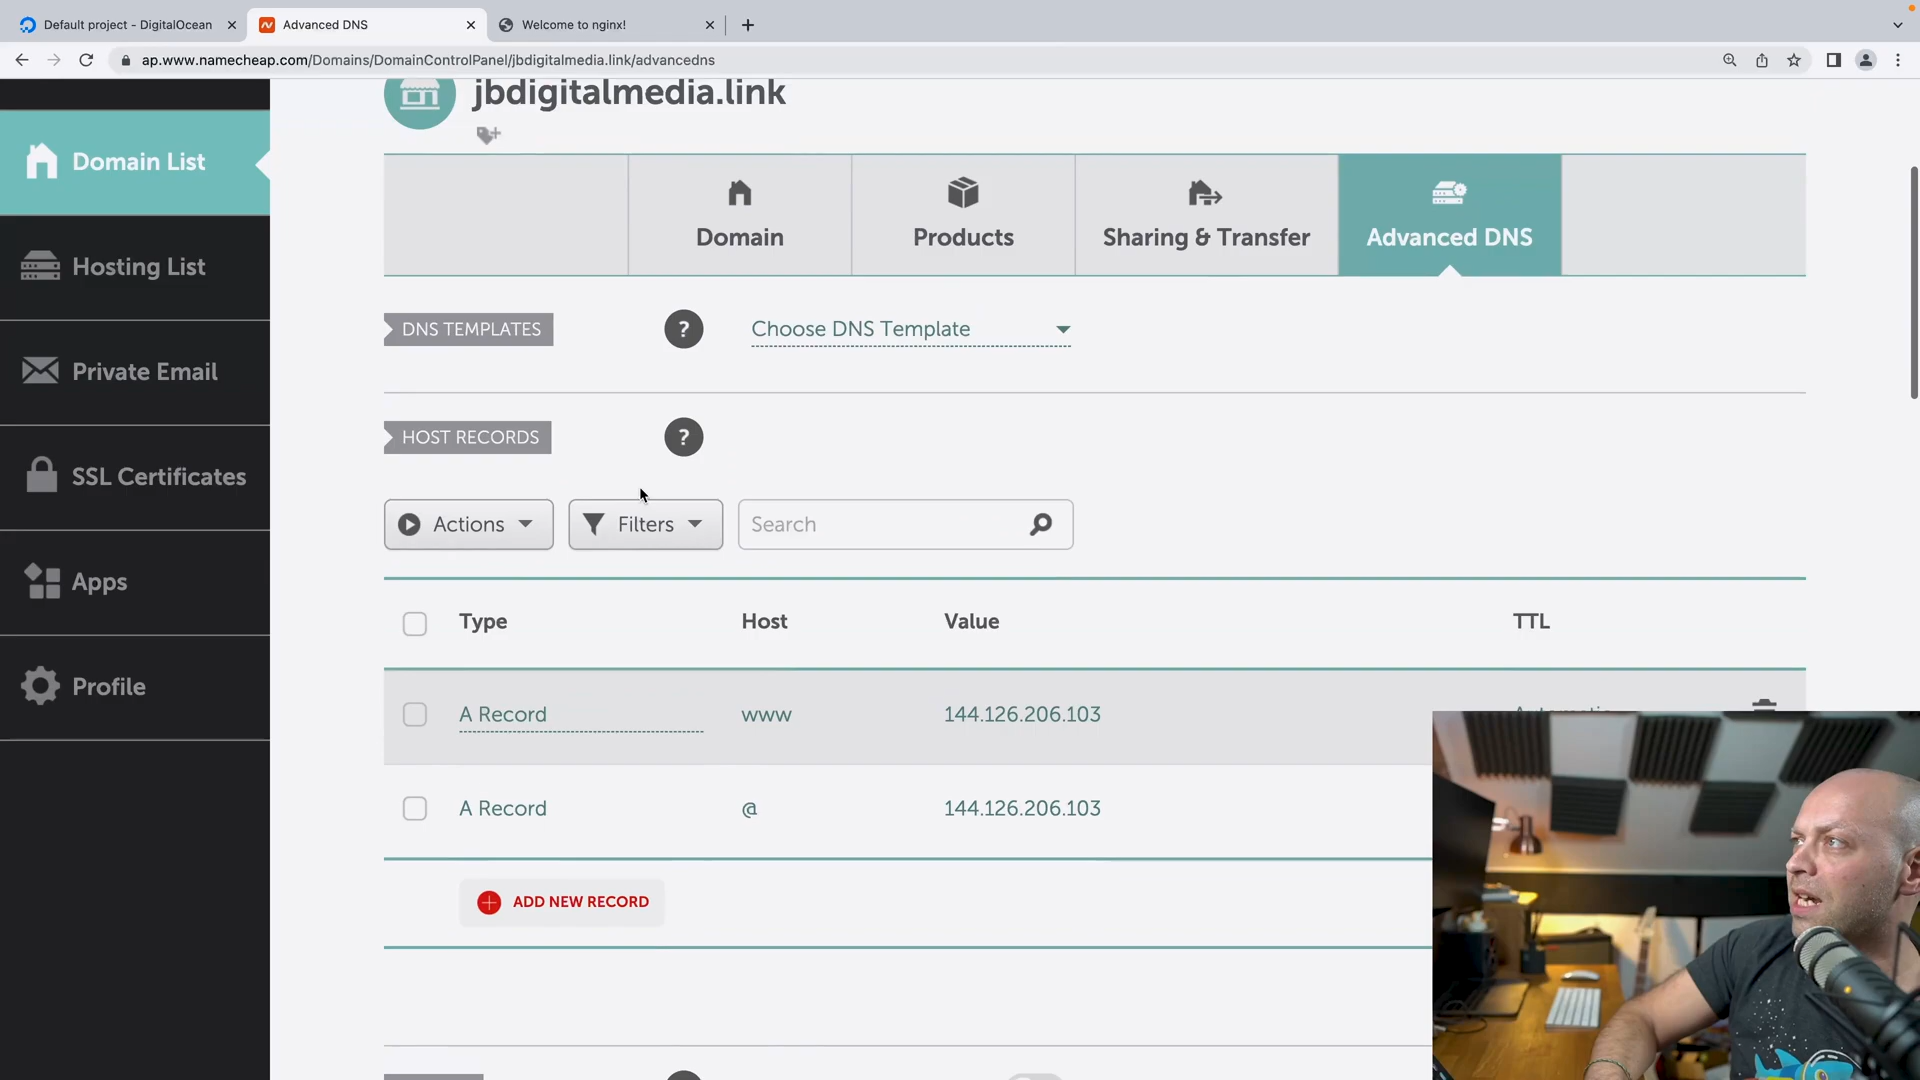 Default project - DigitalOcean
Advanced DNS
Welcome to nginx!
ap.www.namecheap.com/Domains/DomainControlPanel/jbdigitalmedia.link/advancedns
jbdigitalmedia.link
Domain List
Hosting List
Private Email
SSL Certificates
Apps
Profile
Domain
Products
Sharing & Transfer
Advanced DNS
DNS TEMPLATES
?
Choose DNS Template
HOST RECORDS
?
Actions
Filters
Search
Type Host Value TTL
A Record www 144.126.206.103
A Record @ 144.126.206.103
ADD NEW RECORD